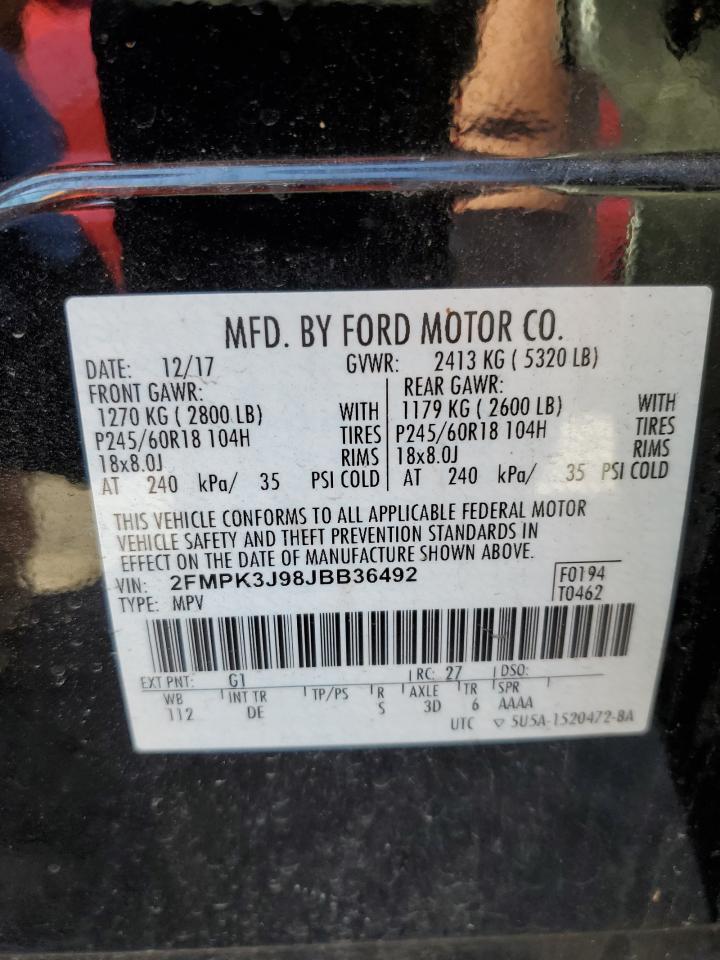 MFD. BY FORD MOTOR CO.
DATE: 12/17 GVWR: 2413 KG ( 5320 LB)
FRONT GAWR: REAR GAWR:
1270 KG ( 2800 LB) WITH 1179 KG ( 2600 LB) WITH
P245/60R18 104H TIRES P245/60R18 104H TIRES
18x8.0J RIMS 18x8.0J RIMS
AT 240 kPa/ 35 PSI COLD AT 240 kPa/ 35 PSI COLD
THIS VEHICLE CONFORMS TO ALL APPLICABLE FEDERAL MOTOR
VEHICLE SAFETY AND THEFT PREVENTION STANDARDS IN
EFFECT ON THE DATE OF MANUFACTURE SHOWN ABOVE.
VIN: 2FMPK3J98JBB36492 F0194
TYPE: MPV T0462
EXT PNT: G1 RC: 27 DSO:
WB INT TR TP/PS R AXLE TR SPR
112 DE S 3D 6 AAAA
UTC ▽ 5U5A-1520472-BA